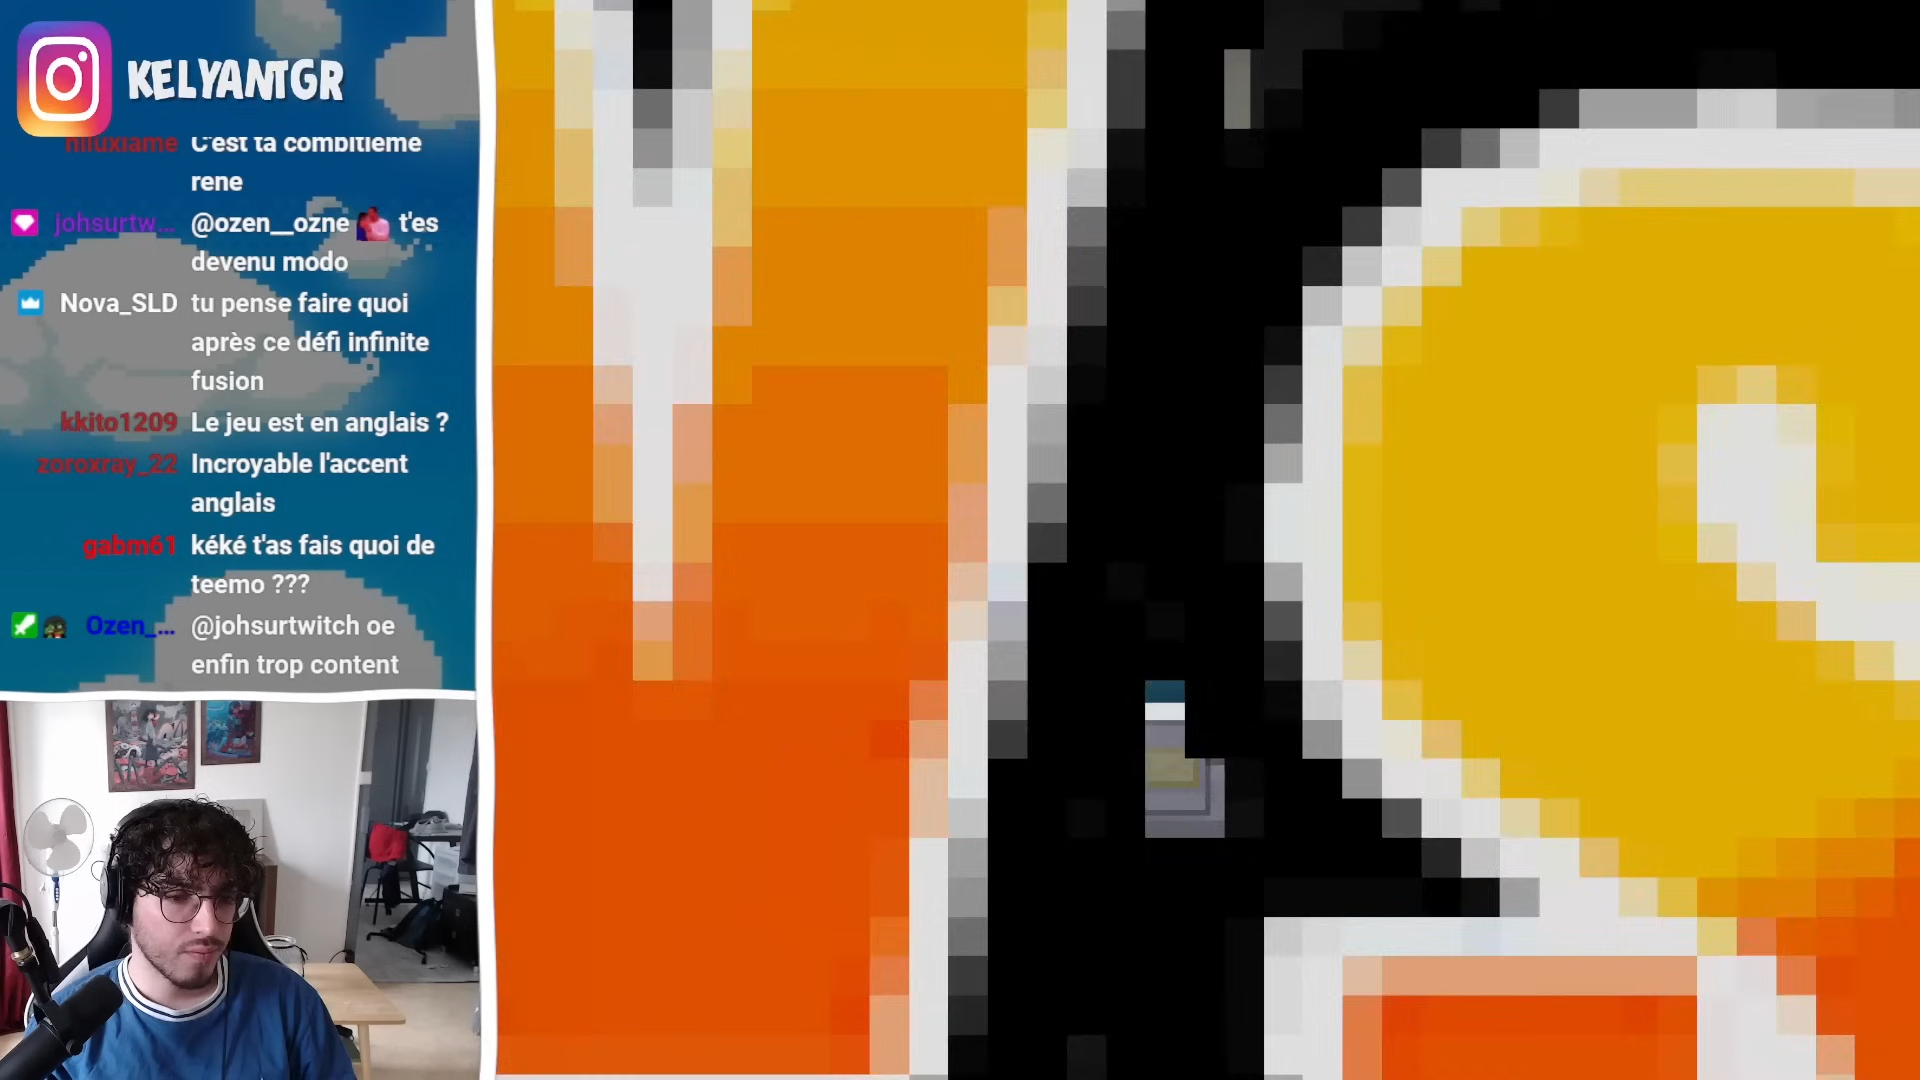 KELYANTGR
C'est ta combitième
rene
johsurtw... @ozen__ozne t'es
devenu modo
Nova_SLD tu pense faire quoi
après ce défi infinite
fusion
kkito1209 Le jeu est en anglais ?
zoroxray_22 Incroyable l'accent
anglais
gabm61 kéké t'as fais quoi de
teemo ???
Ozen_... @johsurtwitch oe
enfin trop content